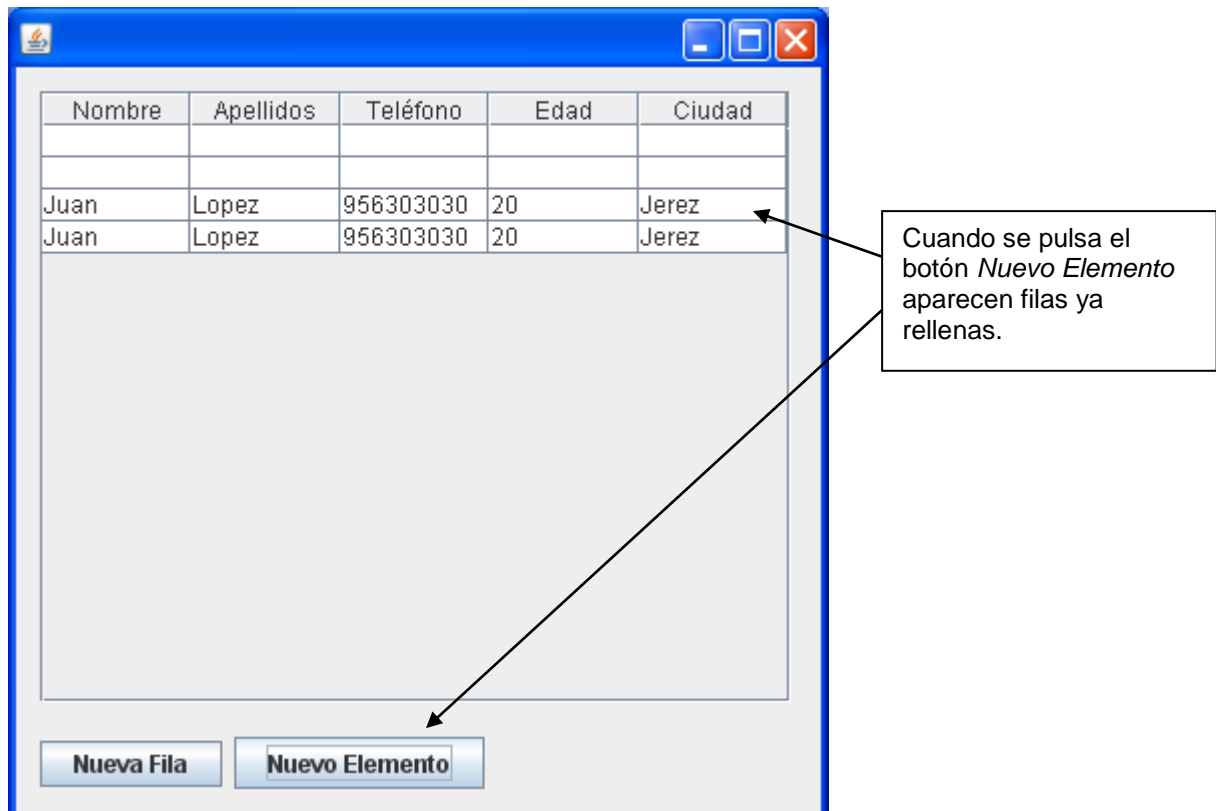 Nombre Apellidos Teléfono Edad Ciudad
Juan Lopez 956303030 20 Jerez
Juan Lopez 956303030 20 Jerez
Cuando se pulsa el
botón Nuevo Elemento
aparecen filas ya
rellenas.
Nueva Fila Nuevo Elemento